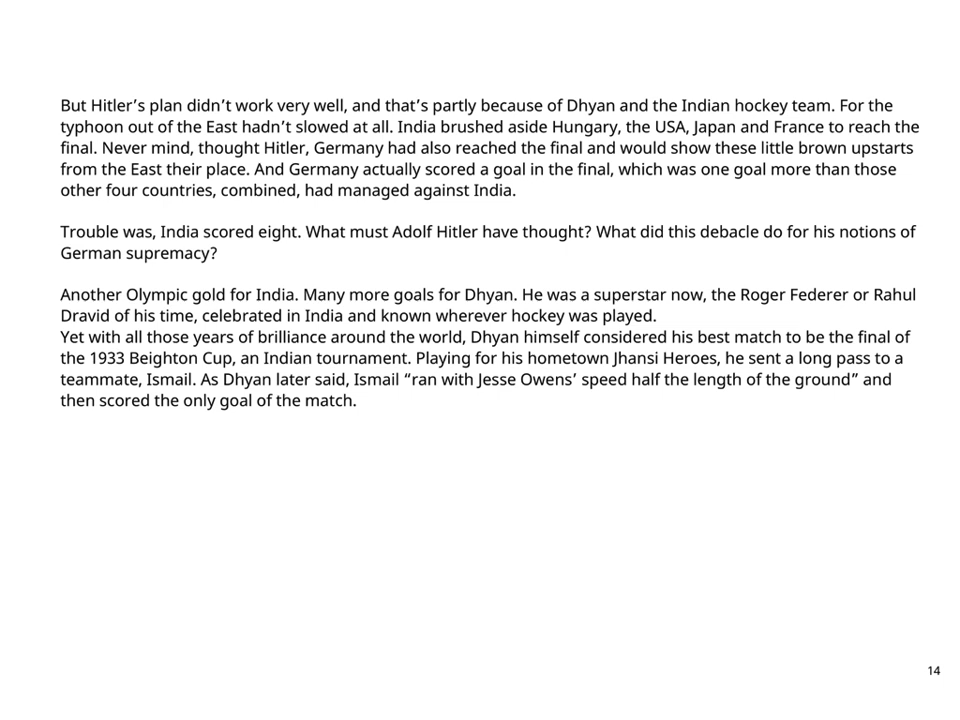 But Hitler’s plan didn’t work very well, and that’s partly because of Dhyan and the Indian hockey team. For the
typhoon out of the East hadn’t slowed at all. India brushed aside Hungary, the USA, Japan and France to reach the
final. Never mind, thought Hitler, Germany had also reached the final and would show these little brown upstarts
from the East their place. And Germany actually scored a goal in the final, which was one goal more than those
other four countries, combined, had managed against India.
Trouble was, India scored eight. What must Adolf Hitler have thought? What did this debacle do for his notions of
German supremacy?
Another Olympic gold for India. Many more goals for Dhyan. He was a superstar now, the Roger Federer or Rahul
Dravid of his time, celebrated in India and known wherever hockey was played.
Yet with all those years of brilliance around the world, Dhyan himself considered his best match to be the final of
the 1933 Beighton Cup, an Indian tournament. Playing for his hometown Jhansi Heroes, he sent a long pass to a
teammate, Ismail. As Dhyan later said, Ismail “ran with Jesse Owens’ speed half the length of the ground” and
then scored the only goal of the match.
14